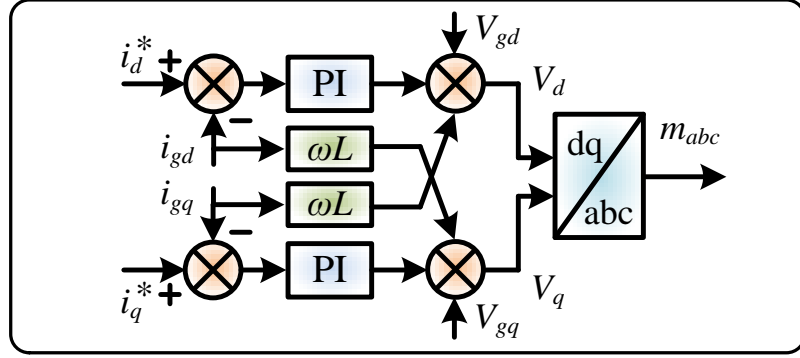 i_d* + V_gd
PI V_d
−
i_gd ωL dq m_abc
i_gq ωL abc
−
PI
i_q* + V_gq V_q